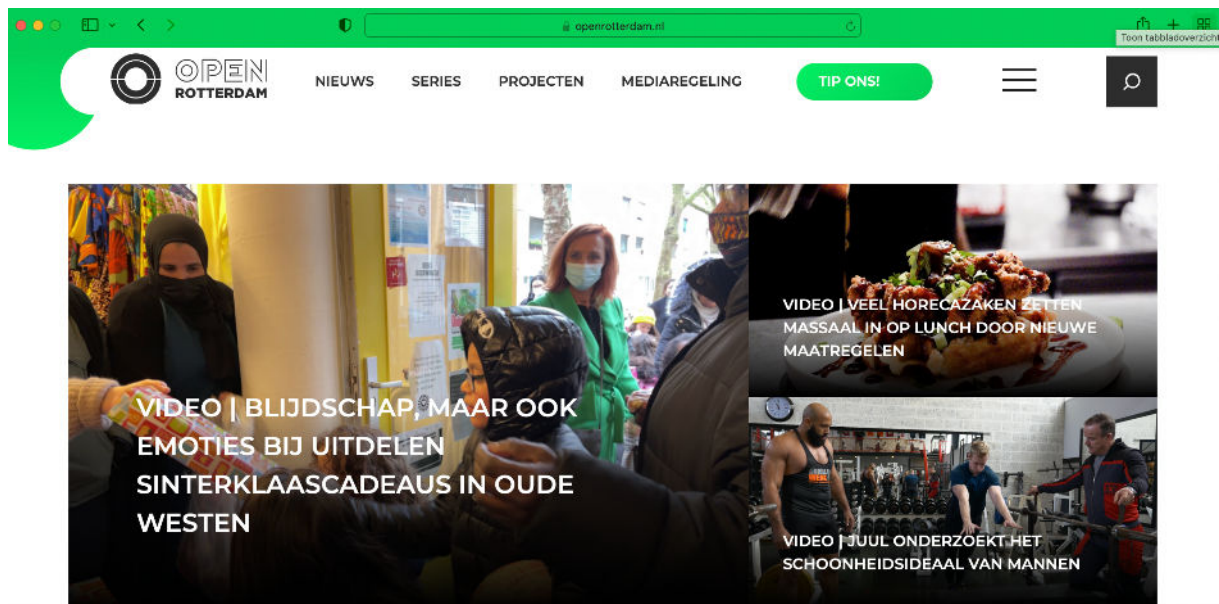 openrotterdam.nl
Toon tabbladoverzicht
OPEN
ROTTERDAM
NIEUWS
SERIES
PROJECTEN
MEDIAREGELING
TIP ONS!
VIDEO | BLIJDSCHAP, MAAR OOK
EMOTIES BIJ UITDELEN
SINTERKLAASCADEAUS IN OUDE
WESTEN
VIDEO | VEEL HORECAZAKEN ZETTEN
MASSAAL IN OP LUNCH DOOR NIEUWE
MAATREGELEN
VIDEO | JUUL ONDERZOEKT HET
SCHOONHEIDSIDEAAL VAN MANNEN